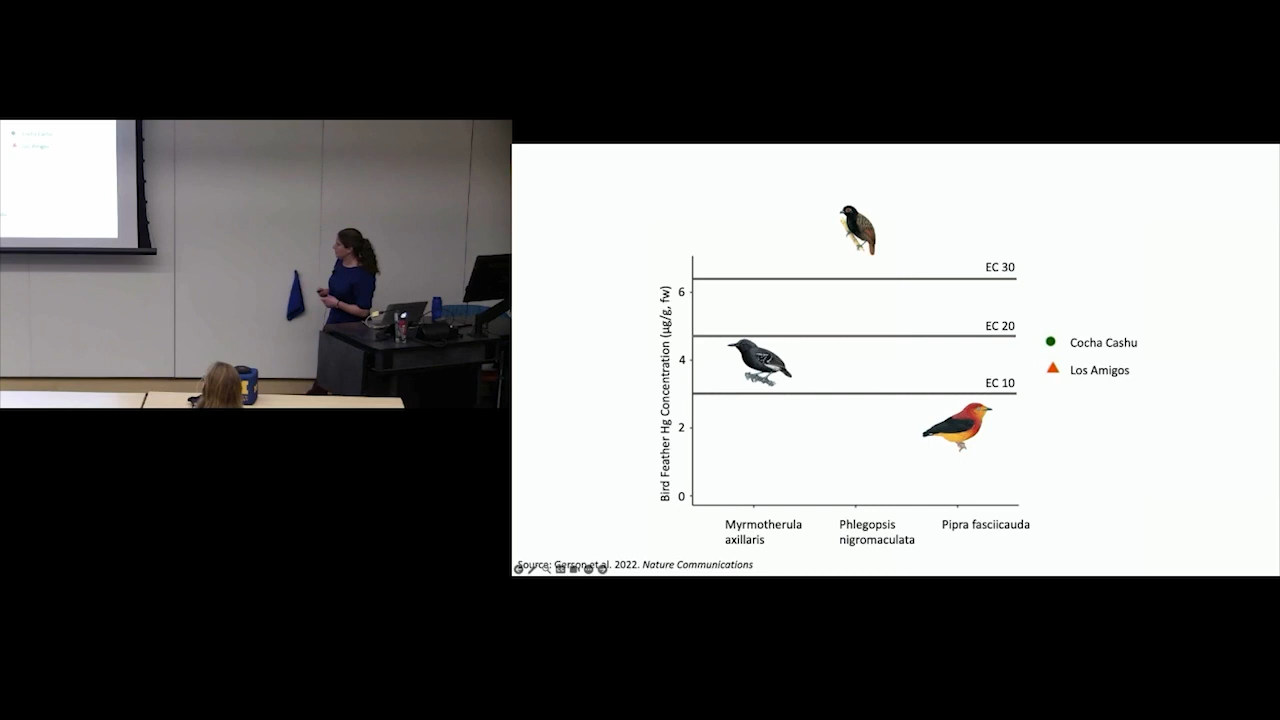 EC 30
6
EC 20
4
EC 10
2
0
Bird Feather Hg Concentration (µg/g, fw)
Cocha Cashu
Los Amigos
Myrmotherula
axillaris
Phlegopsis
nigromaculata
Pipra fasciicauda
Source: Gerson et al. 2022. Nature Communications